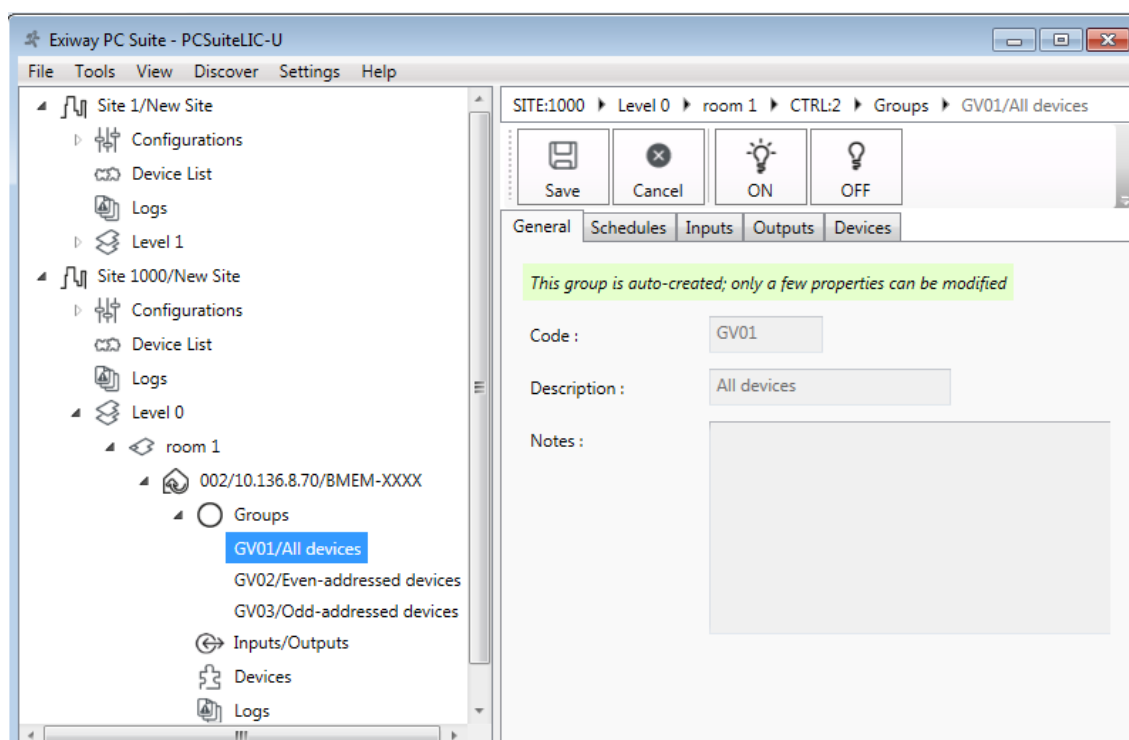 Exiway PC Suite - PCSuiteLIC-U
File Tools View Discover Settings Help
Site 1/New Site
Configurations
Device List
Logs
Level 1
Site 1000/New Site
Configurations
Device List
Logs
Level 0
room 1
002/10.136.8.70/BMEM-XXXX
Groups
GV01/All devices
GV02/Even-addressed devices
GV03/Odd-addressed devices
Inputs/Outputs
Devices
Logs
SITE:1000 Level 0 room 1 CTRL:2 Groups GV01/All devices
Save Cancel ON OFF
General Schedules Inputs Outputs Devices
This group is auto-created; only a few properties can be modified
Code : GV01
Description : All devices
Notes :